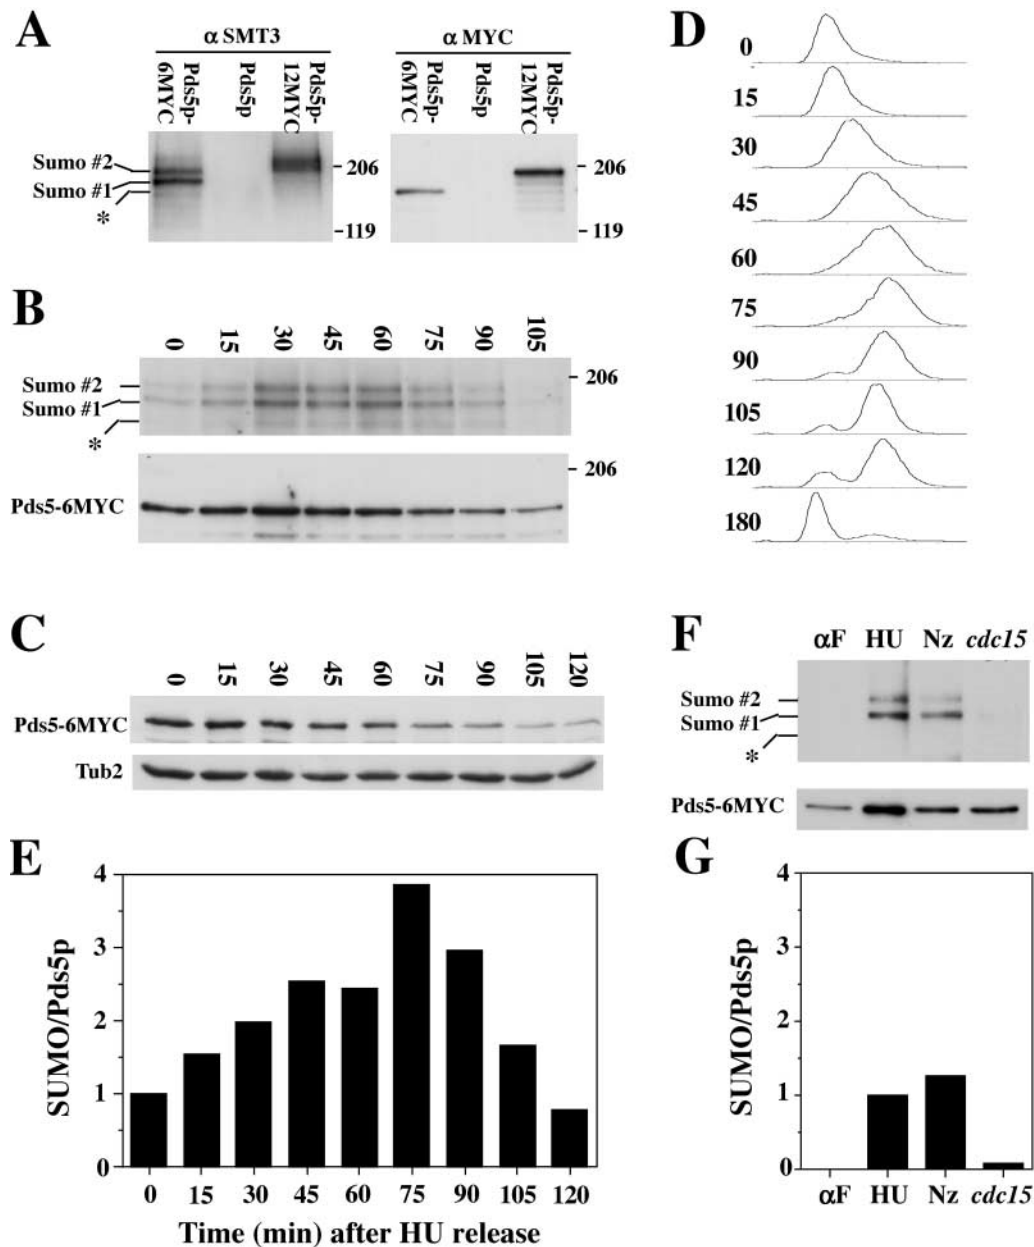 A
α SMT3
α MYC
Pds5p-
6MYC
Pds5p
Pds5p-
12MYC
Pds5p-
6MYC
Pds5p
Pds5p-
12MYC
Sumo #2
Sumo #1
*
206
119
206
119
B
0 15 30 45 60 75 90 105
Sumo #2
Sumo #1
*
206
206
Pds5-6MYC
C
0 15 30 45 60 75 90 105 120
Pds5-6MYC
Tub2
D
0
15
30
45
60
75
90
105
120
180
E
SUMO/Pds5p
4
3
2
1
0
0 15 30 45 60 75 90 105 120
Time (min) after HU release
F
αF HU Nz cdc15
Sumo #2
Sumo #1
*
Pds5-6MYC
G
SUMO/Pds5p
4
3
2
1
0
αF HU Nz cdc15